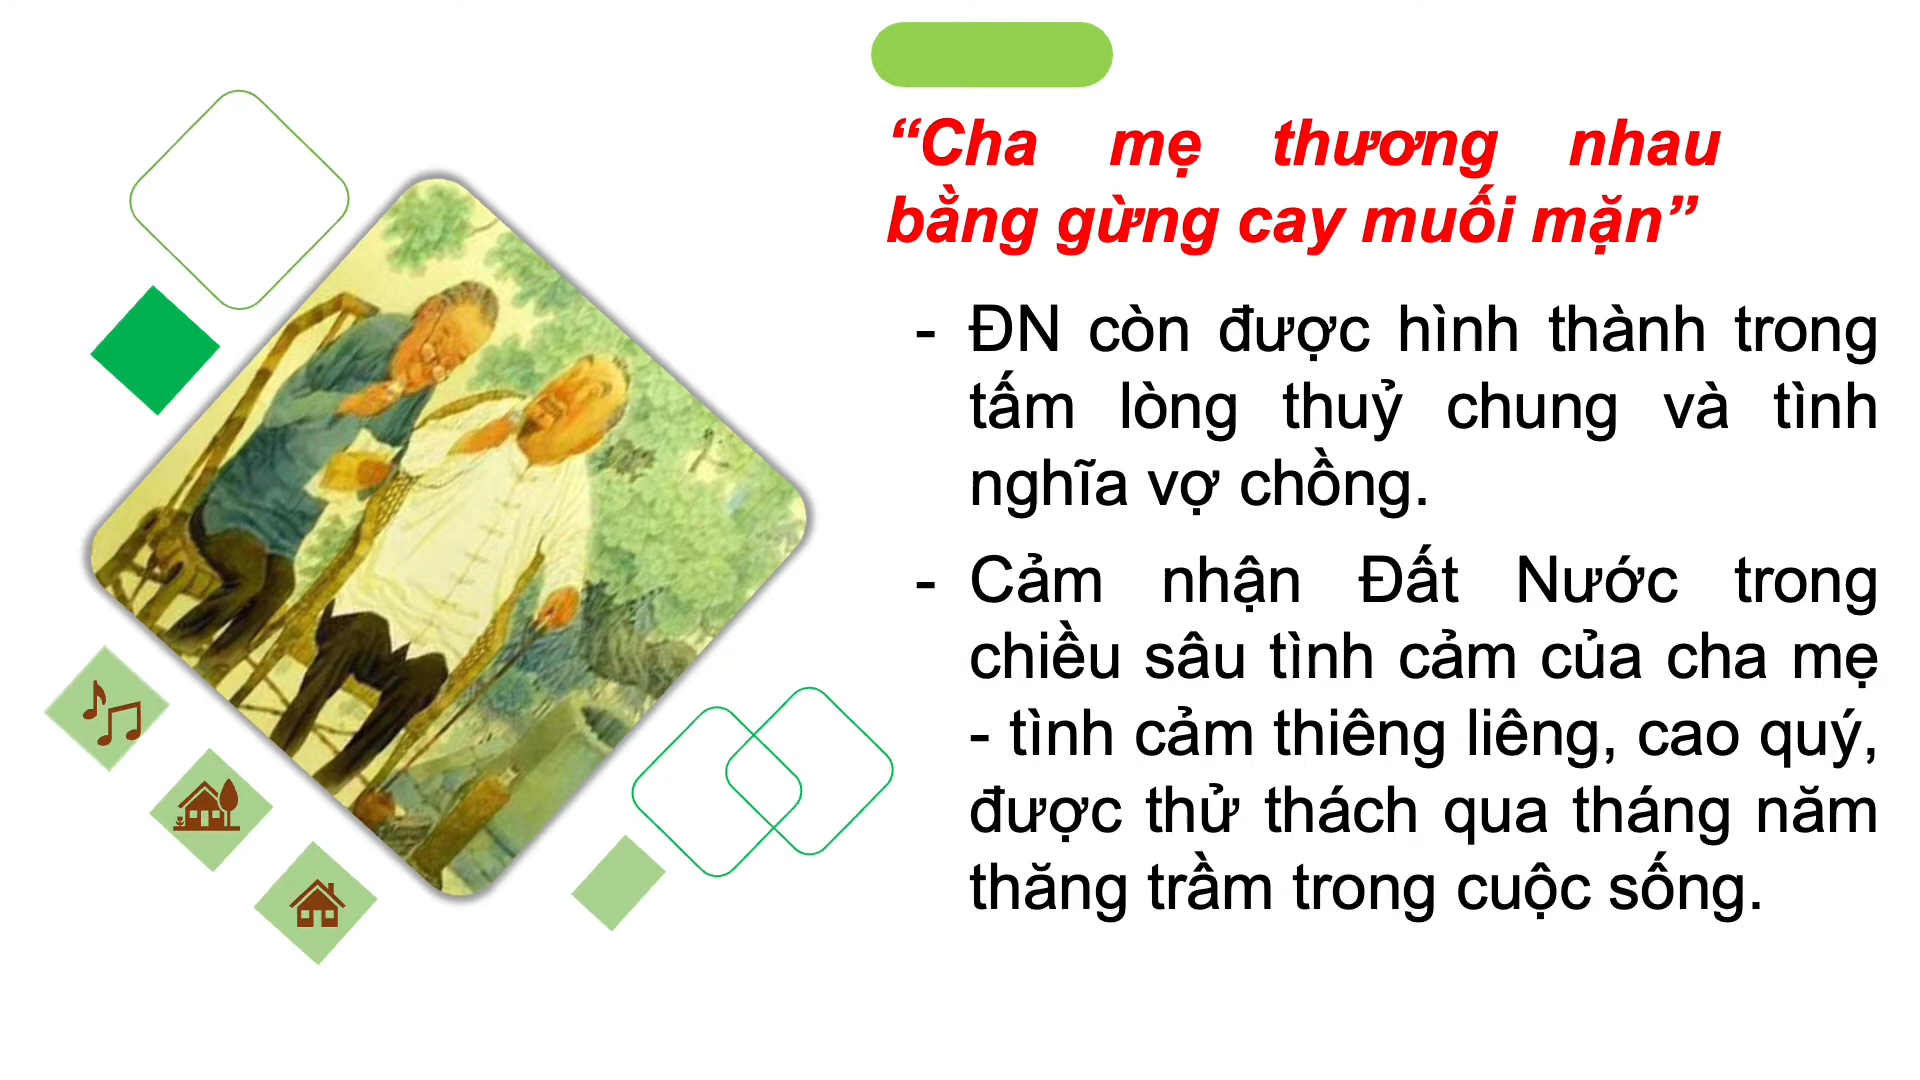 “Cha mẹ thương nhau
bằng gừng cay muối mặn”
- ĐN còn được hình thành trong
tấm lòng thuỷ chung và tình
nghĩa vợ chồng.
- Cảm nhận Đất Nước trong
chiều sâu tình cảm của cha mẹ
- tình cảm thiêng liêng, cao quý,
được thử thách qua tháng năm
thăng trầm trong cuộc sống.